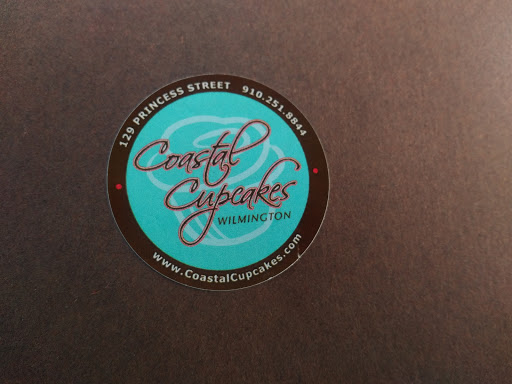 129 PRINCESS STREET 910.251.8844
Coastal
Cupcakes
WILMINGTON
www.CoastalCupcakes.com